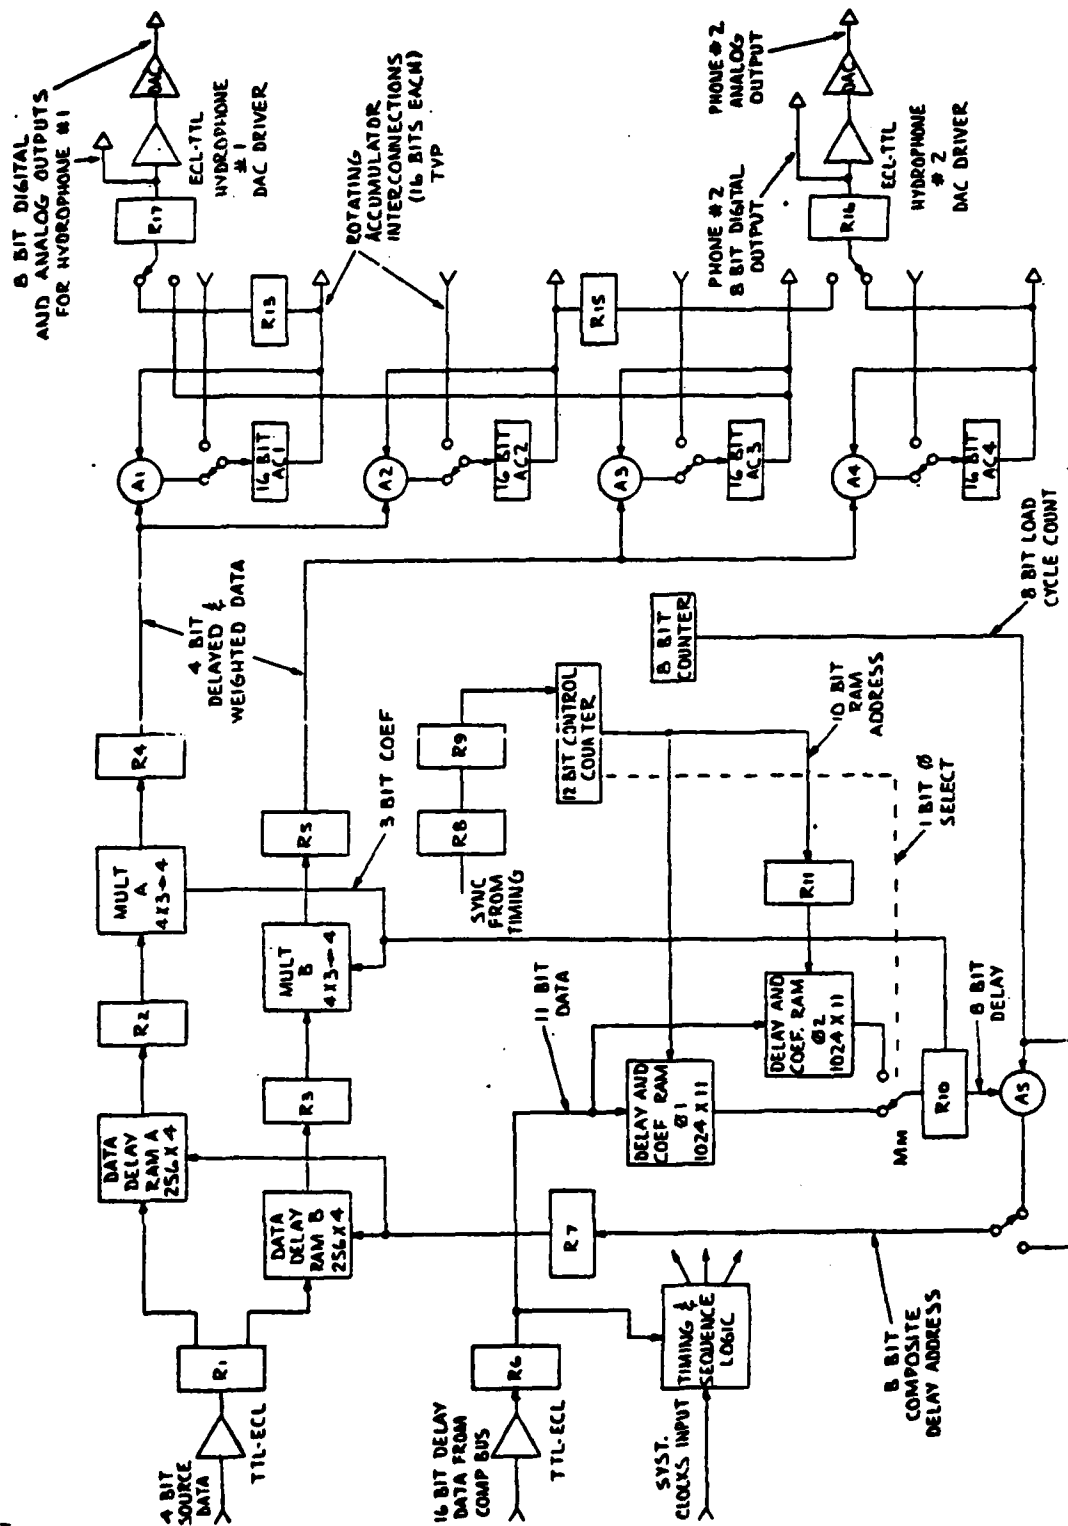 4 BIT
SOURCE
DATA
TTL-ECL
R1
DATA
DELAY
RAM A
256 X 4
DATA
DELAY
RAM B
256 X 4
R2
R3
MULT
A
4X3→4
MULT
B
4X3→4
R4
R5
3 BIT COEF
4 BIT
DELAYED &
WEIGHTED DATA
16 BIT DELAY
DATA FROM
COMP BUS
TTL-ECL
R6
SYST.
CLOCKS INPUT
TIMING &
SEQUENCE
LOGIC
R7
8 BIT
COMPOSITE
DELAY ADDRESS
11 BIT
DATA
DELAY AND
COEF RAM
Ø1
1024 X 11
DELAY AND
COEF. RAM
Ø2
1024 X 11
SYNC
FROM
TIMING
R8
R9
12 BIT CONTROL
COUNTER
R11
10 BIT
RAM
ADDRESS
1 BIT Ø
SELECT
R10
8 BIT
DELAY
A5
8 BIT
COUNTER
8 BIT LOAD
CYCLE COUNT
A1
16 BIT
AC1
A2
16 BIT
AC2
A3
16 BIT
AC3
A4
16 BIT
AC4
R13
R15
ROTATING
ACCUMULATOR
INTERCONNECTIONS
(16 BITS EACH)
TYP
R17
ECL-TTL
HYDROPHONE
#1
DAC DRIVER
DAC
8 BIT DIGITAL
AND ANALOG OUTPUTS
FOR HYDROPHONE #1
R16
ECL-TTL
HYDROPHONE
#2
DAC DRIVER
DAC
PHONE #2
8 BIT DIGITAL
OUTPUT
PHONE #2
ANALOG
OUTPUT